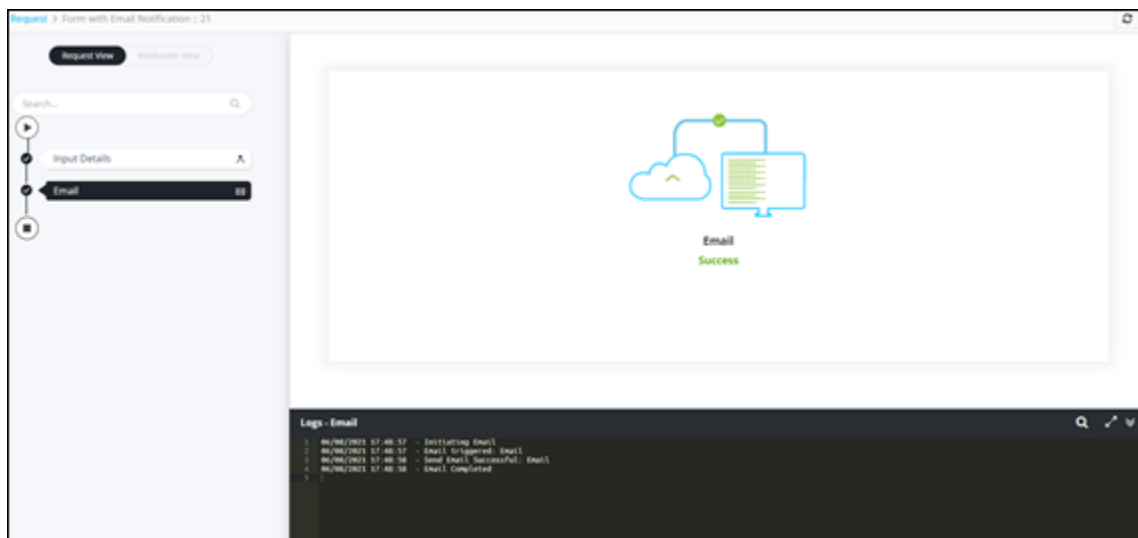 Request > Form with Email Notification :: 21
Request View Workorder View
Search...
Input Details
Email
Email
Success
Logs - Email
1 06/08/2021 17:48:57 - Initiating Email
2 06/08/2021 17:48:57 - Email triggered: Email
3 06/08/2021 17:48:58 - Send Email Successful: Email
4 06/08/2021 17:48:58 - Email Completed
5